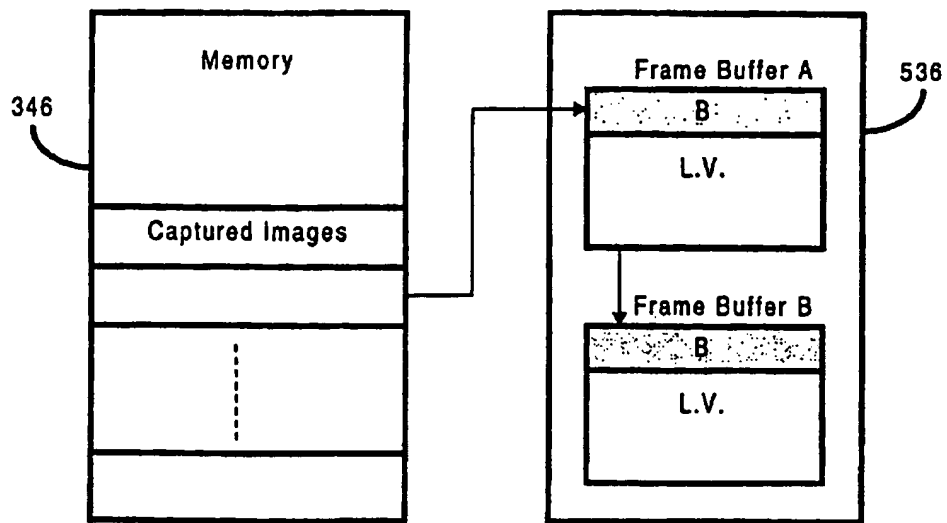 Memory
346
Captured Images
Frame Buffer A
536
B
L.V.
Frame Buffer B
B
L.V.